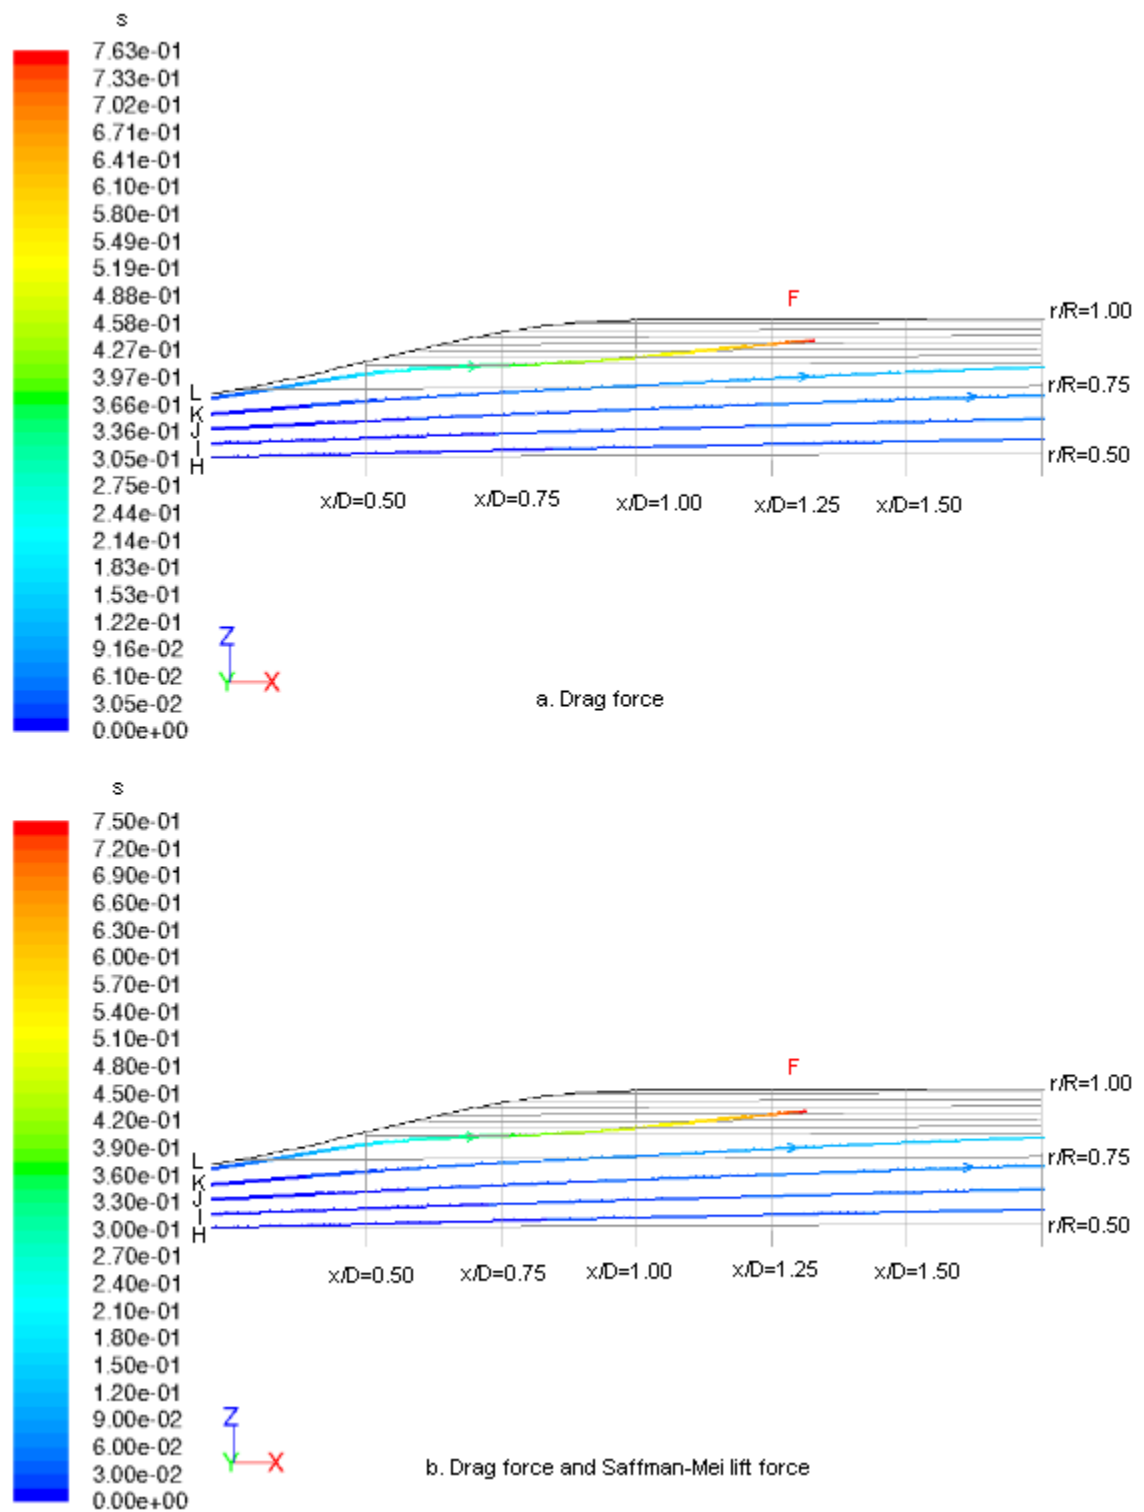 s
7.63e-01
7.33e-01
7.02e-01
6.71e-01
6.41e-01
6.10e-01
5.80e-01
5.49e-01
5.19e-01
4.88e-01
4.58e-01
4.27e-01
3.97e-01
3.66e-01
3.36e-01
3.05e-01
2.75e-01
2.44e-01
2.14e-01
1.83e-01
1.53e-01
1.22e-01
9.16e-02
6.10e-02
3.05e-02
0.00e+00
F
r/R=1.00
r/R=0.75
r/R=0.50
L
K
J
I
H
x/D=0.50 x/D=0.75 x/D=1.00 x/D=1.25 x/D=1.50
Z
Y X
a. Drag force
s
7.50e-01
7.20e-01
6.90e-01
6.60e-01
6.30e-01
6.00e-01
5.70e-01
5.40e-01
5.10e-01
4.80e-01
4.50e-01
4.20e-01
3.90e-01
3.60e-01
3.30e-01
3.00e-01
2.70e-01
2.40e-01
2.10e-01
1.80e-01
1.50e-01
1.20e-01
9.00e-02
6.00e-02
3.00e-02
0.00e+00
F
r/R=1.00
r/R=0.75
r/R=0.50
L
K
J
I
H
x/D=0.50 x/D=0.75 x/D=1.00 x/D=1.25 x/D=1.50
Z
Y X
b. Drag force and Saffman-Mei lift force